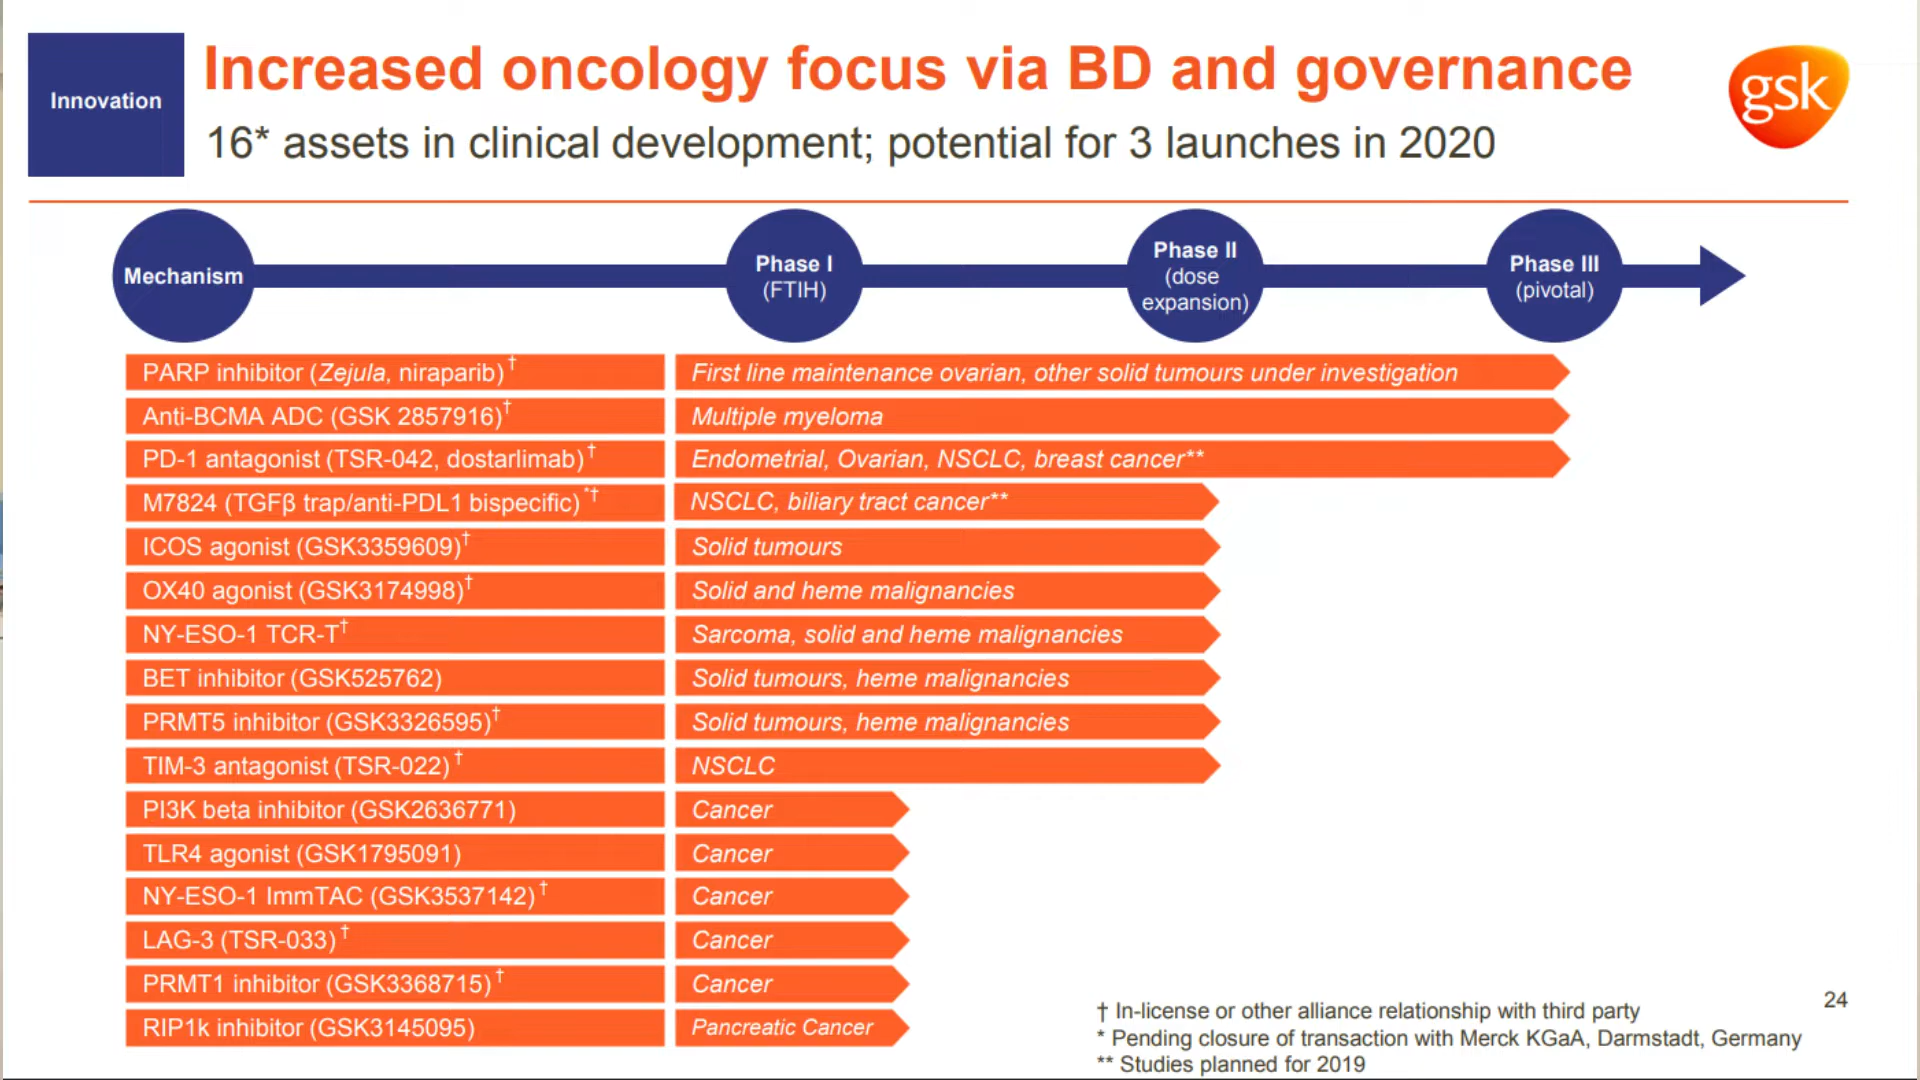 Innovation
Increased oncology focus via BD and governance
16* assets in clinical development; potential for 3 launches in 2020
gsk
Mechanism
Phase I
(FTIH)
Phase II
(dose
expansion)
Phase III
(pivotal)
PARP inhibitor (Zejula, niraparib)† First line maintenance ovarian, other solid tumours under investigation
Anti-BCMA ADC (GSK 2857916)† Multiple myeloma
PD-1 antagonist (TSR-042, dostarlimab)† Endometrial, Ovarian, NSCLC, breast cancer**
M7824 (TGFβ trap/anti-PDL1 bispecific)*† NSCLC, biliary tract cancer**
ICOS agonist (GSK3359609)† Solid tumours
OX40 agonist (GSK3174998)† Solid and heme malignancies
NY-ESO-1 TCR-T† Sarcoma, solid and heme malignancies
BET inhibitor (GSK525762) Solid tumours, heme malignancies
PRMT5 inhibitor (GSK3326595)† Solid tumours, heme malignancies
TIM-3 antagonist (TSR-022)† NSCLC
PI3K beta inhibitor (GSK2636771) Cancer
TLR4 agonist (GSK1795091) Cancer
NY-ESO-1 ImmTAC (GSK3537142)† Cancer
LAG-3 (TSR-033)† Cancer
PRMT1 inhibitor (GSK3368715)† Cancer
RIP1k inhibitor (GSK3145095) Pancreatic Cancer
† In-license or other alliance relationship with third party
* Pending closure of transaction with Merck KGaA, Darmstadt, Germany
** Studies planned for 2019
24